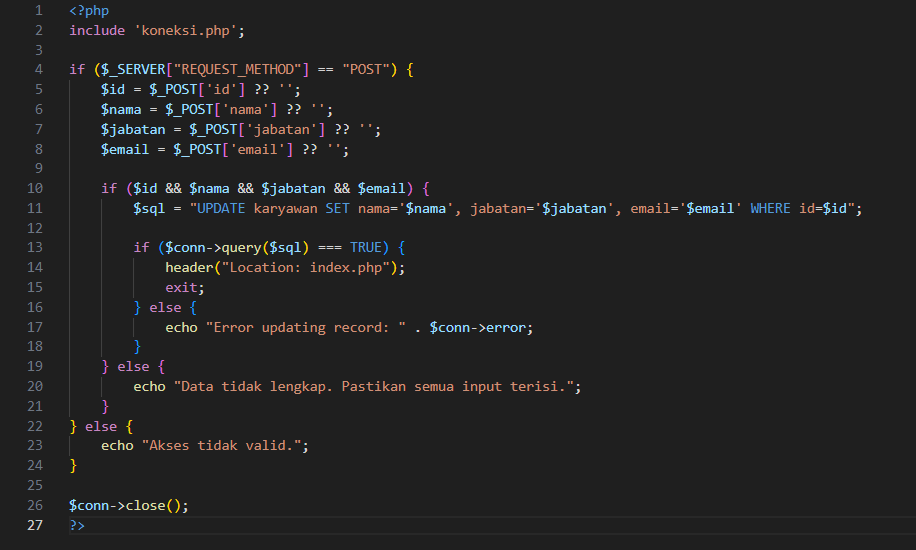 1 <?php
2 include 'koneksi.php';
3
4 if ($_SERVER["REQUEST_METHOD"] == "POST") {
5     $id = $_POST['id'] ?? '';
6     $nama = $_POST['nama'] ?? '';
7     $jabatan = $_POST['jabatan'] ?? '';
8     $email = $_POST['email'] ?? '';
9
10     if ($id && $nama && $jabatan && $email) {
11         $sql = "UPDATE karyawan SET nama='$nama', jabatan='$jabatan', email='$email' WHERE id=$id";
12
13         if ($conn->query($sql) === TRUE) {
14             header("Location: index.php");
15             exit;
16         } else {
17             echo "Error updating record: " . $conn->error;
18         }
19     } else {
20         echo "Data tidak lengkap. Pastikan semua input terisi.";
21     }
22 } else {
23     echo "Akses tidak valid.";
24 }
25
26 $conn->close();
27 ?>